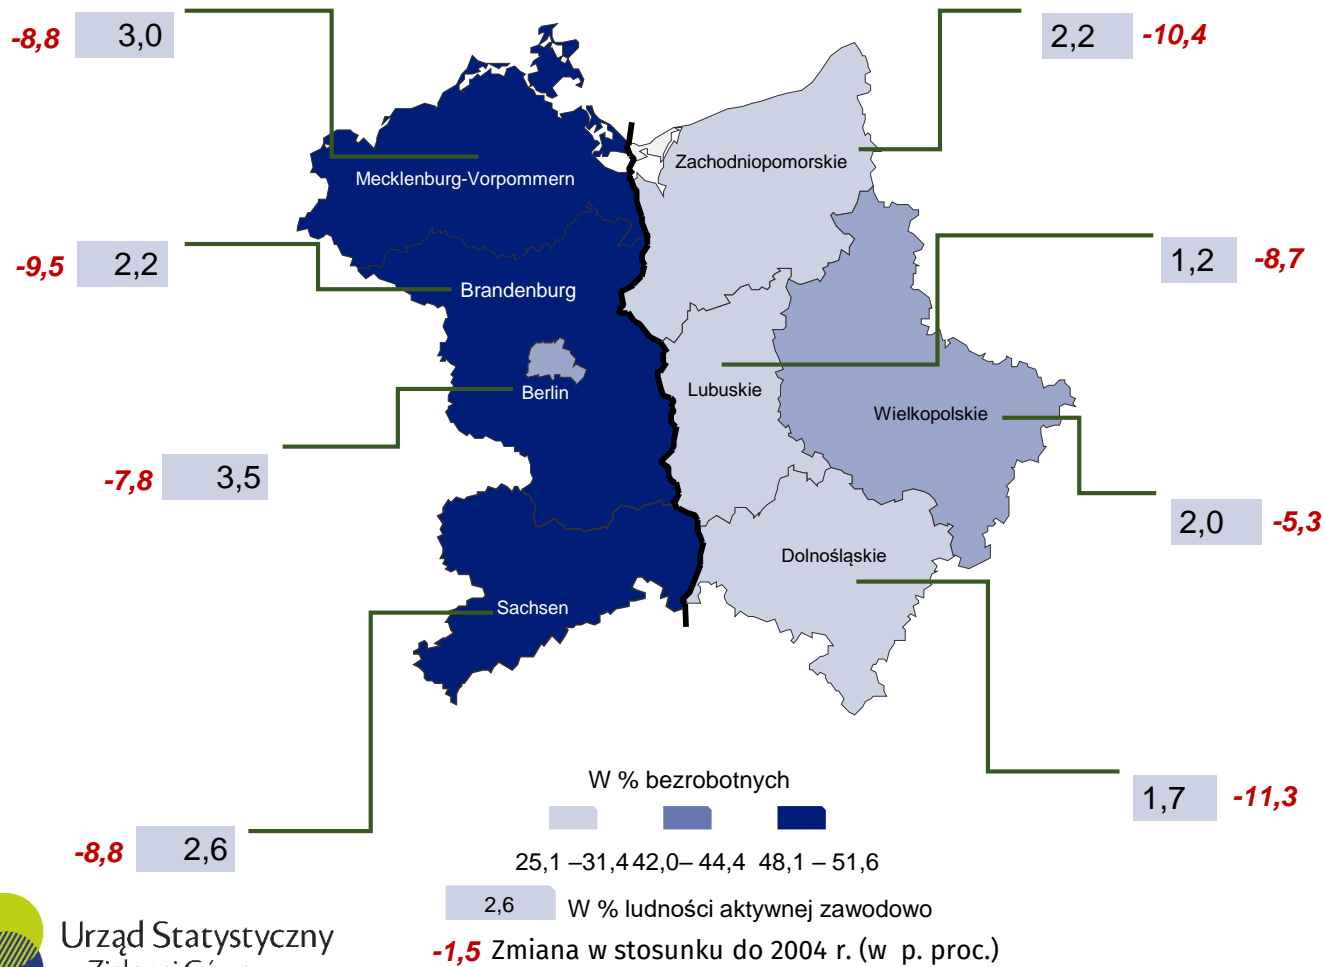 -8,8 3,0
2,2 -10,4
Zachodniopomorskie
Mecklenburg-Vorpommern
-9,5 2,2
1,2 -8,7
Brandenburg
Berlin
Lubuskie
Wielkopolskie
-7,8 3,5
2,0 -5,3
Dolnośląskie
Sachsen
1,7 -11,3
-8,8 2,6
W % bezrobotnych
25,1 –31,4 42,0– 44,4 48,1 – 51,6
2,6 W % ludności aktywnej zawodowo
-1,5 Zmiana w stosunku do 2004 r. (w p. proc.)
Urząd Statystyczny